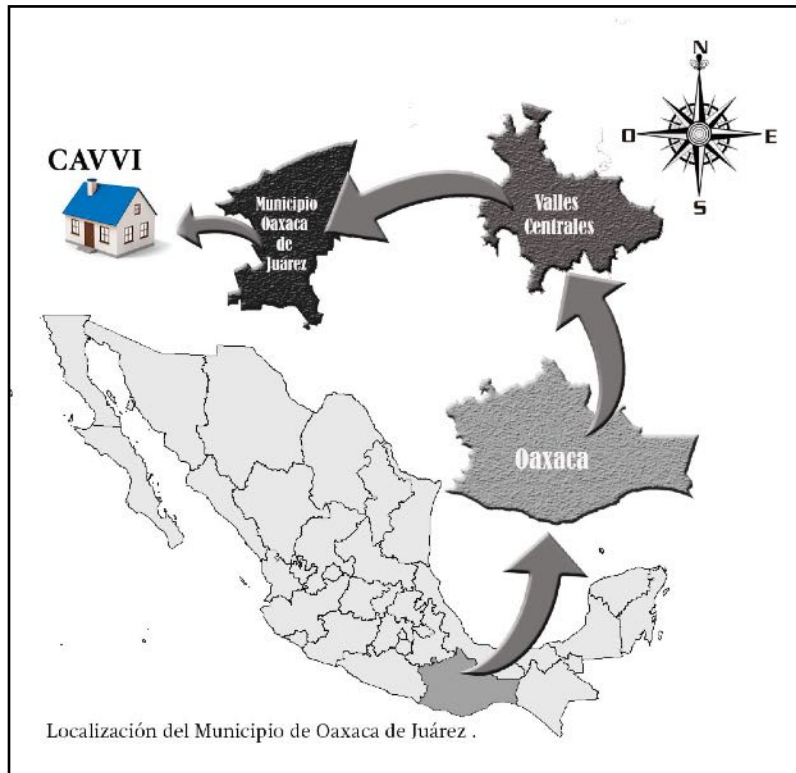 N
O
E
S
CAVVI
Municipio
Oaxaca
de
Juárez
Valles
Centrales
Oaxaca
Localización del Municipio de Oaxaca de Juárez .